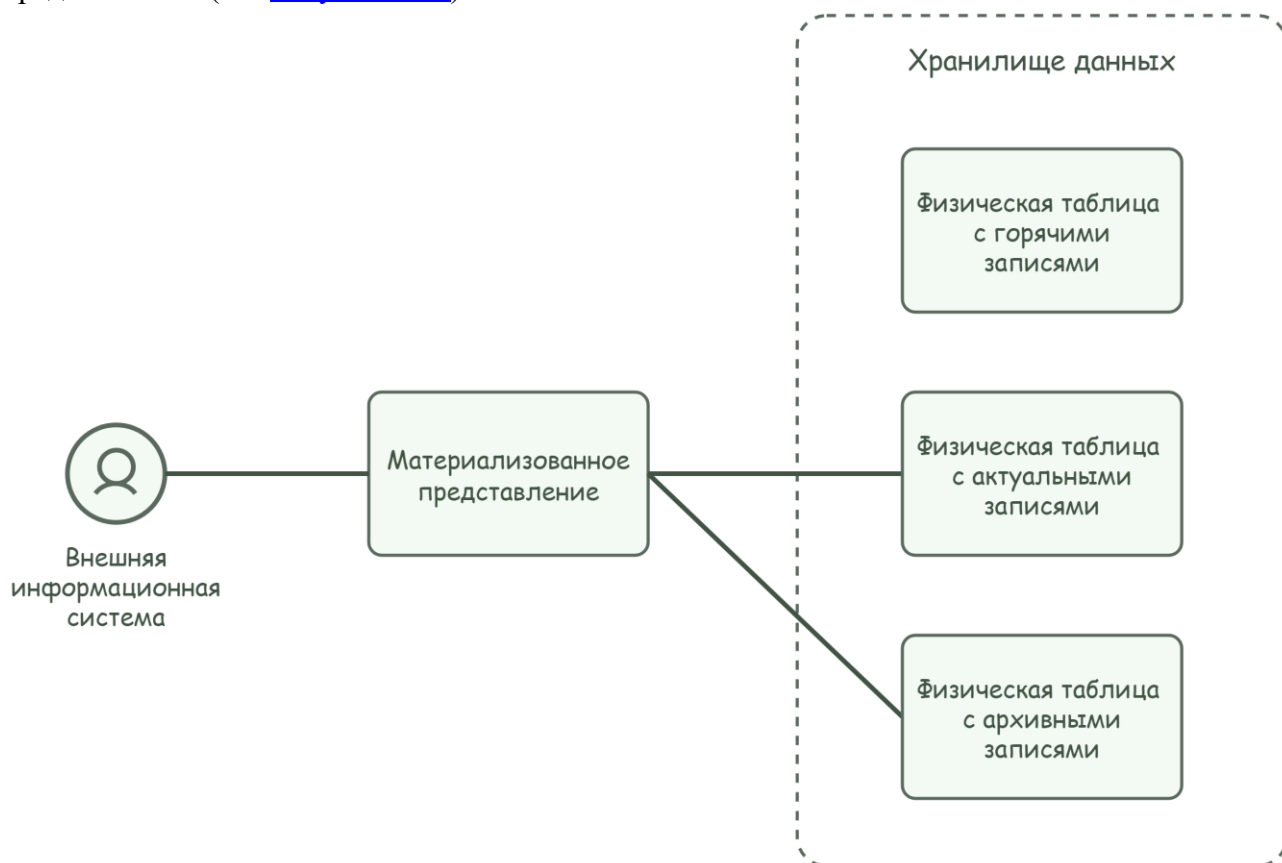 Хранилище данных
Физическая таблица
с горячими
записями
Материализованное
представление
Физическая таблица
с актуальными
записями
Внешняя
информационная
система
Физическая таблица
с архивными
записями